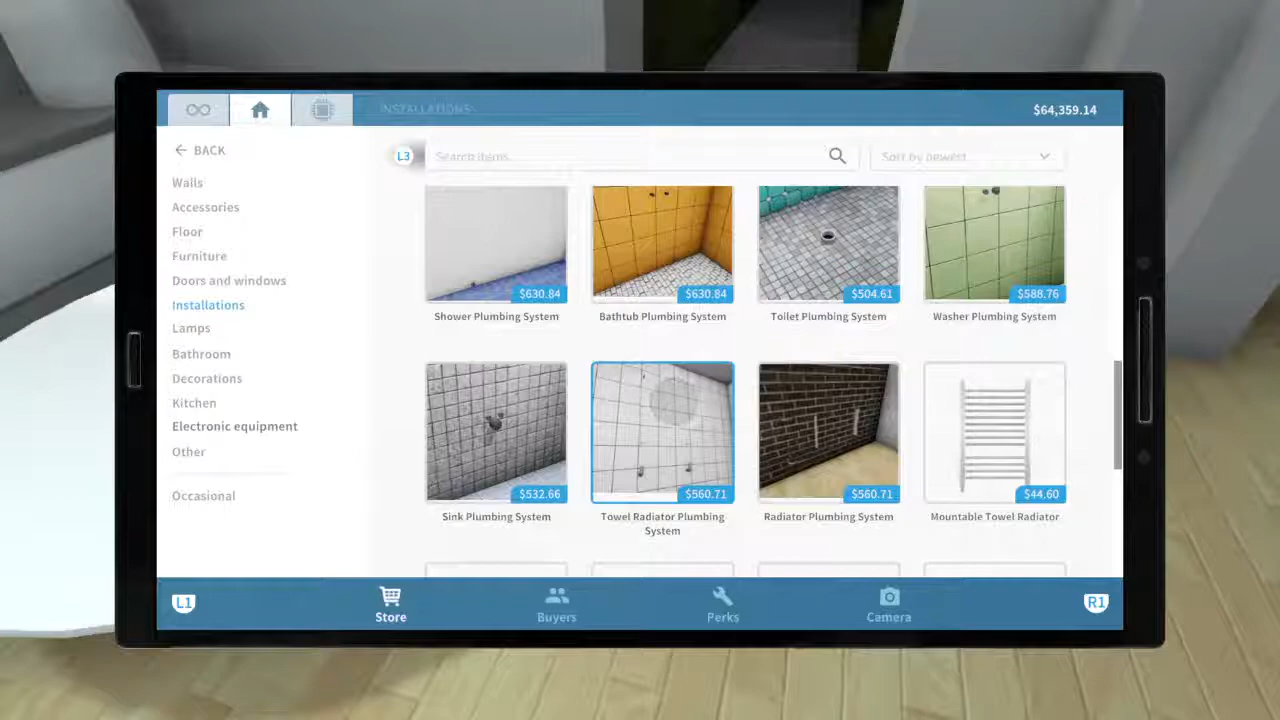 INSTALLATIONS
$64,359.14
BACK
L3
Search items...
Sort by newest
Walls
Accessories
Floor
Furniture
Doors and windows
Installations
Lamps
Bathroom
Decorations
Kitchen
Electronic equipment
Other
Occasional
$630.84
$630.84
$504.61
$588.76
Shower Plumbing System
Bathtub Plumbing System
Toilet Plumbing System
Washer Plumbing System
$532.66
$560.71
$560.71
$44.60
Sink Plumbing System
Towel Radiator Plumbing
System
Radiator Plumbing System
Mountable Towel Radiator
L1
Store
Buyers
Perks
Camera
R1